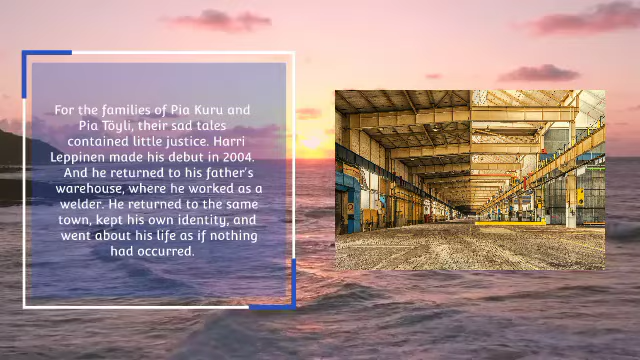 For the families of Pia Kuru and
Pia Töyli, their sad tales
contained little justice. Harri
Leppinen made his debut in 2004.
And he returned to his father's
warehouse, where he worked as a
welder. He returned to the same
town, kept his own identity, and
went about his life as if nothing
had occurred.